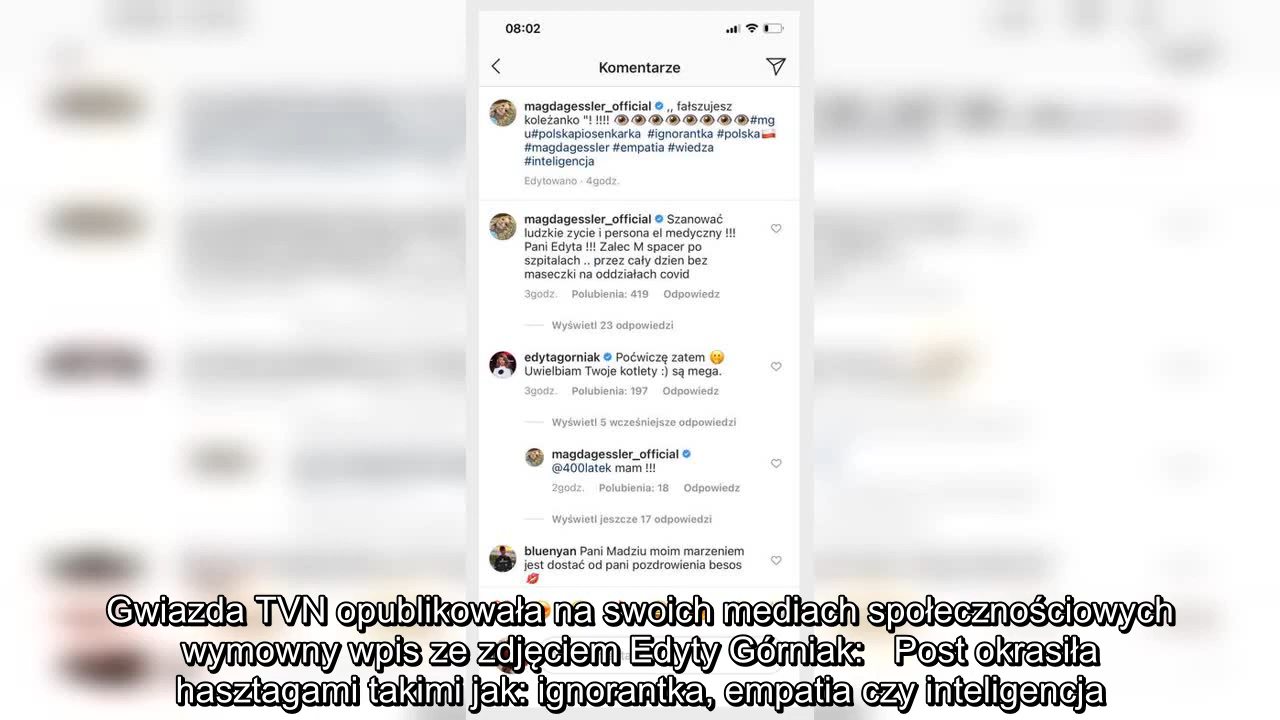 08:02
Komentarze
magdagessler_official ,, fałszujesz
koleżanko "! !!!! 👁👁👁👁👁👁👁👁#mg
u#polskapiosenkarka #ignorantka #polska🇵🇱
#magdagessler #empatia #wiedza
#inteligencja
Edytowano · 4godz.
magdagessler_official Szanować
ludzkie zycie i persona el medyczny !!!
Pani Edyta !!! Zalec M spacer po
szpitalach .. przez cały dzien bez
maseczki na oddziałach covid
3godz. Polubienia: 419 Odpowiedz
Wyświetl 23 odpowiedzi
edytagorniak Poćwiczę zatem 🤭
Uwielbiam Twoje kotlety :) są mega.
3godz. Polubienia: 197 Odpowiedz
Wyświetl 5 wcześniejsze odpowiedzi
magdagessler_official
@400latek mam !!!
2godz. Polubienia: 18 Odpowiedz
Wyświetl jeszcze 17 odpowiedzi
bluenyan Pani Madziu moim marzeniem
jest dostać od pani pozdrowienia besos
💋
Gwiazda TVN opublikowała na swoich mediach społecznościowych
wymowny wpis ze zdjęciem Edyty Górniak: Post okrasiła
hasztagami takimi jak: ignorantka, empatia czy inteligencja